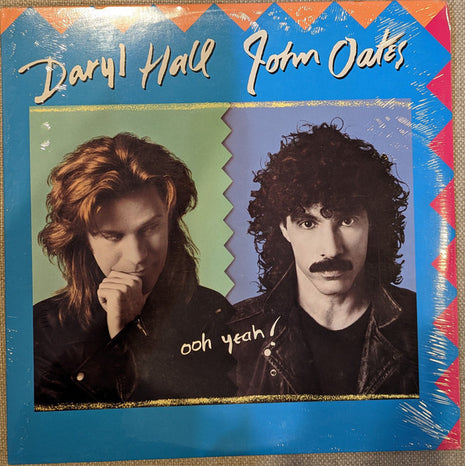 Daryl Hall John Oates
ooh yeah!